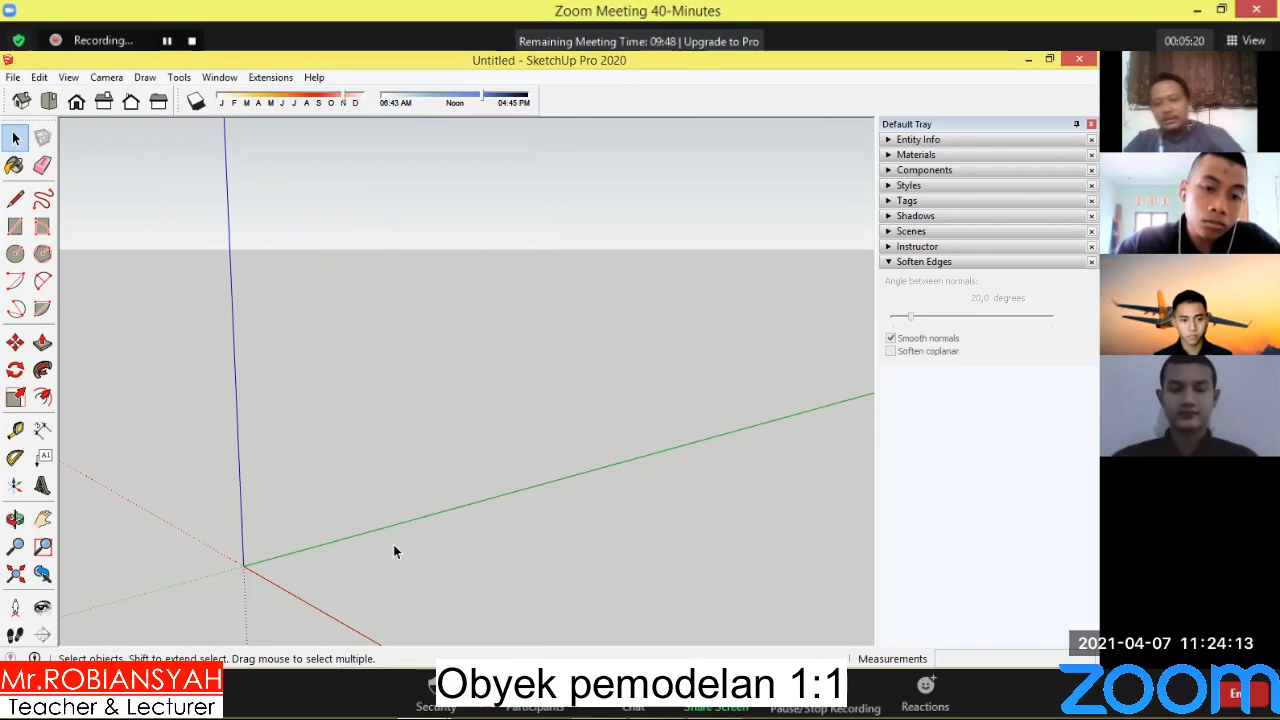 Zoom Meeting 40-Minutes
Recording...
Remaining Meeting Time: 09:48 | Upgrade to Pro
00:05:20
View
Untitled - SketchUp Pro 2020
File Edit View Camera Draw Tools Window Extensions Help
J F M A M J J A S O N D
06:43 AM Noon 04:45 PM
Default Tray
Entity Info
Materials
Components
Styles
Tags
Shadows
Scenes
Instructor
Soften Edges
Angle between normals:
20,0 degrees
Smooth normals
Soften coplanar
A1
2021-04-07 11:24:13
Select objects. Shift to extend select. Drag mouse to select multiple.
Measurements
Mr.ROBIANSYAH
Teacher & Lecturer
Obyek pemodelan 1:1
Security
Participants
Chat
Share Screen
Pause/Stop Recording
Reactions
zoom